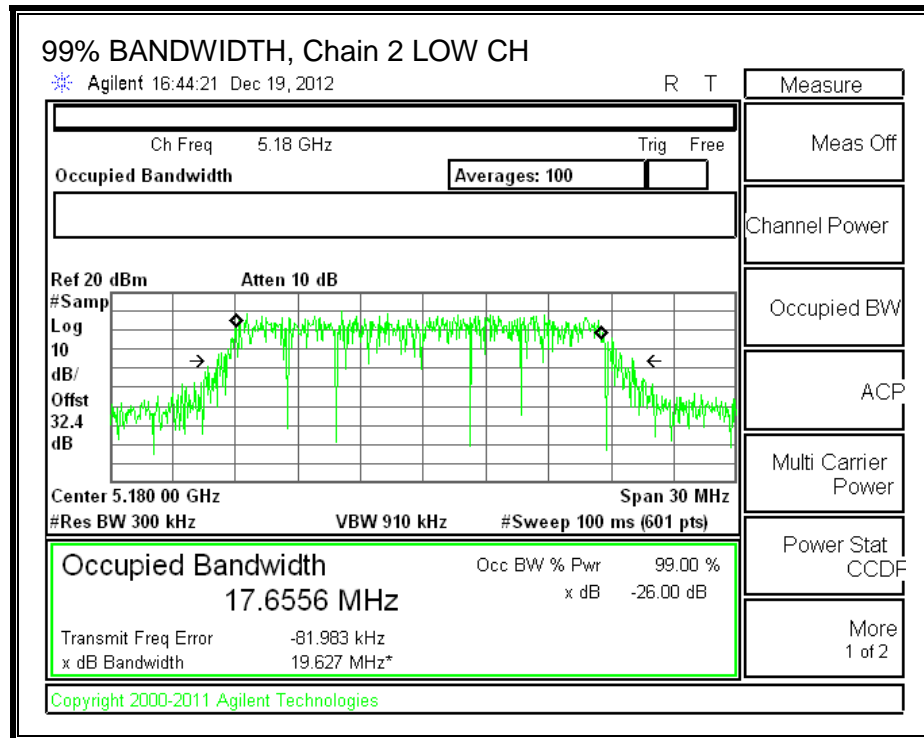 99% BANDWIDTH, Chain 2 LOW CH
Agilent 16:44:21 Dec 19, 2012 R T
Measure
Ch Freq 5.18 GHz Trig Free
Occupied Bandwidth Averages: 100
Meas Off
Channel Power
Occupied BW
ACP
Multi Carrier
Power
Power Stat
CCDF
More
1 of 2
Ref 20 dBm Atten 10 dB
#Samp
Log
10
dB/
Offst
32.4
dB
Center 5.180 00 GHz Span 30 MHz
#Res BW 300 kHz VBW 910 kHz #Sweep 100 ms (601 pts)
Occupied Bandwidth Occ BW % Pwr 99.00 %
17.6556 MHz x dB -26.00 dB
Transmit Freq Error -81.983 kHz
x dB Bandwidth 19.627 MHz*
Copyright 2000-2011 Agilent Technologies